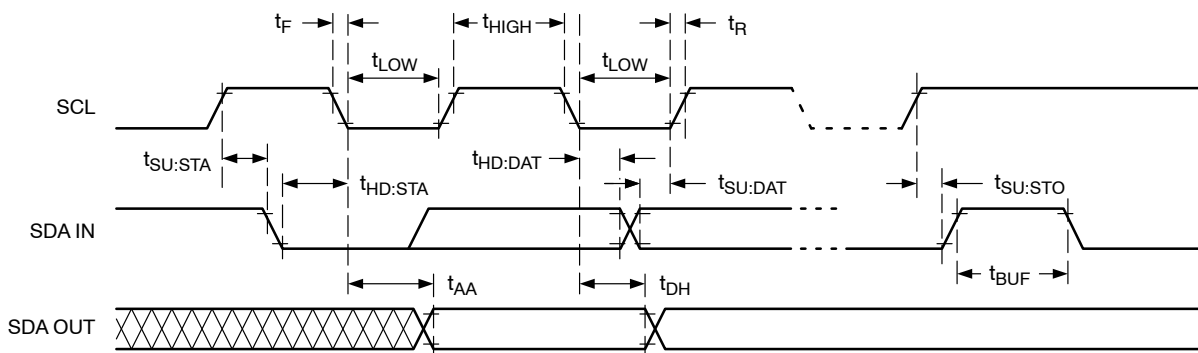 tF
tHIGH
tR
tLOW
tLOW
SCL
tSU:STA
tHD:STA
tHD:DAT
tSU:DAT
tSU:STO
SDA IN
tAA
tDH
tBUF
SDA OUT